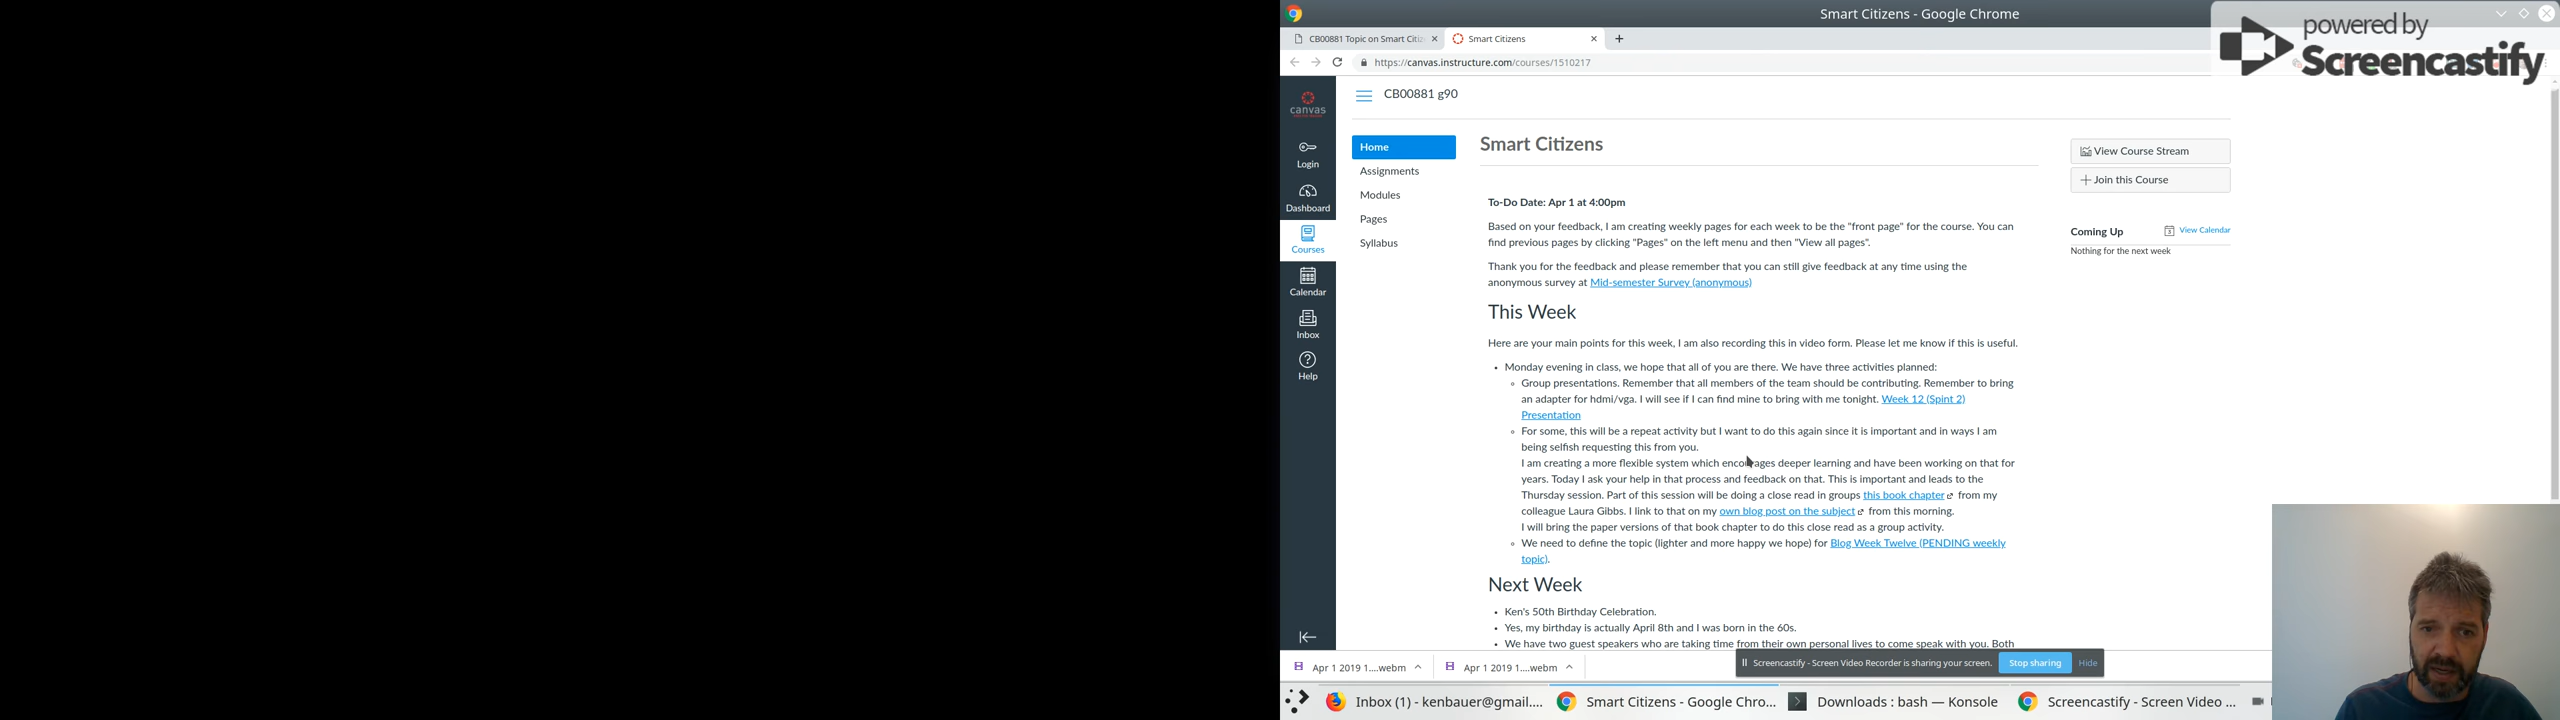 Smart Citizens - Google Chrome
powered by
Screencastify
CB00881 Topic on Smart Citiz
Smart Citizens
https://canvas.instructure.com/courses/1510217
canvas
Login
Dashboard
Courses
Calendar
Inbox
Help
CB00881 g90
Home
Assignments
Modules
Pages
Syllabus
Smart Citizens
To-Do Date: Apr 1 at 4:00pm
Based on your feedback, I am creating weekly pages for each week to be the "front page" for the course. You can
find previous pages by clicking "Pages" on the left menu and then "View all pages".
Thank you for the feedback and please remember that you can still give feedback at any time using the
anonymous survey at Mid-semester Survey (anonymous)
This Week
Here are your main points for this week, I am also recording this in video form. Please let me know if this is useful.
Monday evening in class, we hope that all of you are there. We have three activities planned:
Group presentations. Remember that all members of the team should be contributing. Remember to bring
an adapter for hdmi/vga. I will see if I can find mine to bring with me tonight. Week 12 (Spint 2)
Presentation
For some, this will be a repeat activity but I want to do this again since it is important and in ways I am
being selfish requesting this from you.
I am creating a more flexible system which encourages deeper learning and have been working on that for
years. Today I ask your help in that process and feedback on that. This is important and leads to the
Thursday session. Part of this session will be doing a close read in groups this book chapter from my
colleague Laura Gibbs. I link to that on my own blog post on the subject from this morning.
I will bring the paper versions of that book chapter to do this close read as a group activity.
We need to define the topic (lighter and more happy we hope) for Blog Week Twelve (PENDING weekly
topic).
Next Week
Ken's 50th Birthday Celebration.
Yes, my birthday is actually April 8th and I was born in the 60s.
We have two guest speakers who are taking time from their own personal lives to come speak with you. Both
View Course Stream
Join this Course
Coming Up
View Calendar
Nothing for the next week
Apr 1 2019 1....webm
Apr 1 2019 1....webm
Screencastify - Screen Video Recorder is sharing your screen.
Stop sharing
Hide
Inbox (1) - kenbauer@gmail....
Smart Citizens - Google Chro...
Downloads : bash — Konsole
Screencastify - Screen Video ...